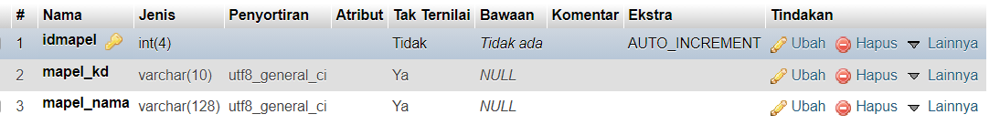 # Nama Jenis Penyortiran Atribut Tak Ternilai Bawaan Komentar Ekstra Tindakan
1 idmapel int(4) Tidak Tidak ada AUTO_INCREMENT Ubah Hapus Lainnya
2 mapel_kd varchar(10) utf8_general_ci Ya NULL Ubah Hapus Lainnya
3 mapel_nama varchar(128) utf8_general_ci Ya NULL Ubah Hapus Lainnya